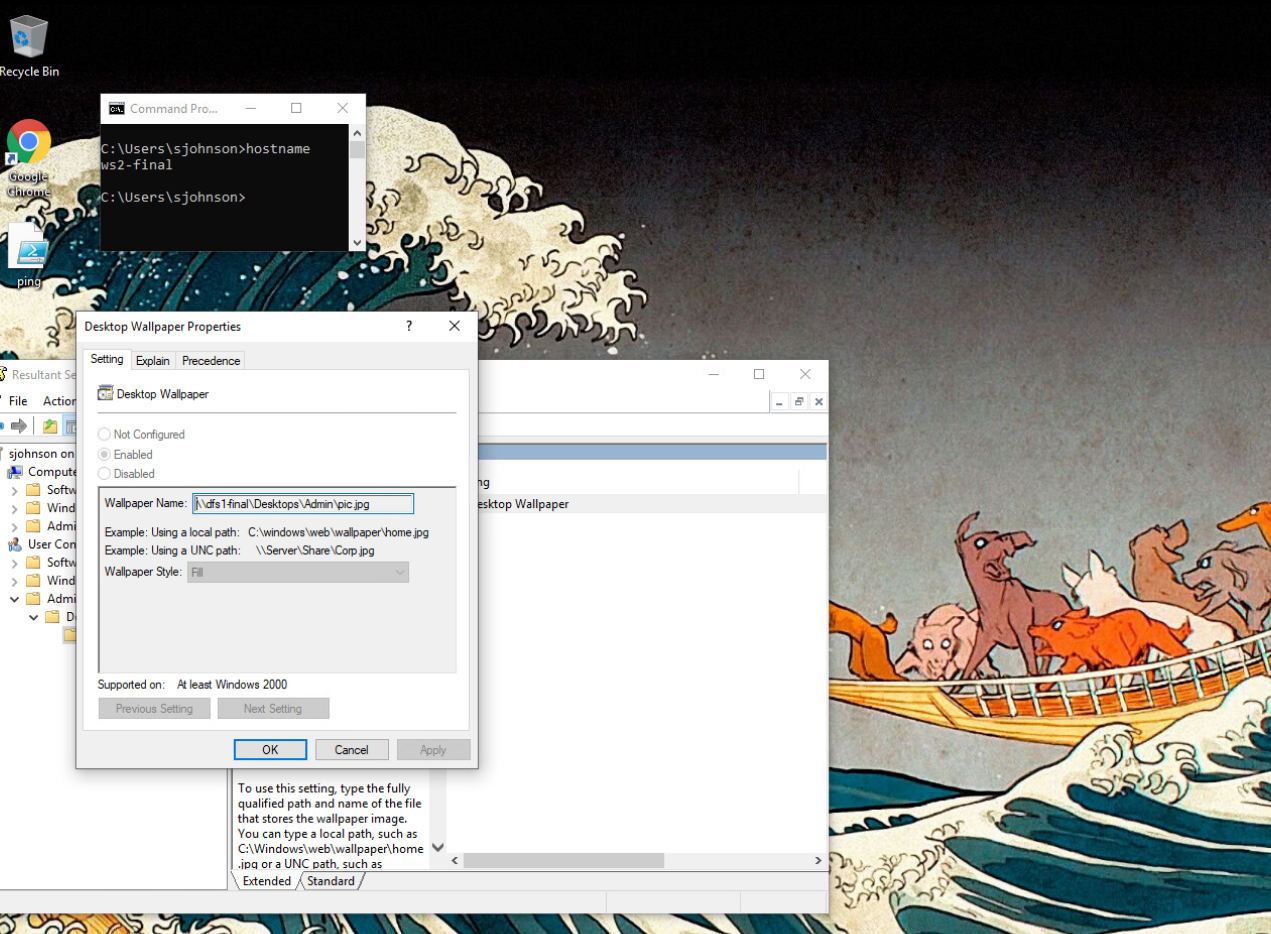 Recycle Bin
Google
Chrome
ping
Command Pro...
C:\Users\sjohnson>hostname
ws2-final
C:\Users\sjohnson>
Resultant Se
File
Action
sjohnson on
Compute
Softw
Wind
Admi
User Con
Softw
Wind
Admi
De
Desktop Wallpaper Properties
?
Setting
Explain
Precedence
Desktop Wallpaper
Not Configured
Enabled
Disabled
Wallpaper Name: \\dfs1-final\Desktops\Admin\pic.jpg
Example: Using a local path: C:\windows\web\wallpaper\home.jpg
Example: Using a UNC path: \\Server\Share\Corp.jpg
Wallpaper Style: Fill
Supported on: At least Windows 2000
Previous Setting
Next Setting
OK
Cancel
Apply
ng
esktop Wallpaper
To use this setting, type the fully
qualified path and name of the file
that stores the wallpaper image.
You can type a local path, such as
C:\Windows\web\wallpaper\home
.jpg or a UNC path, such as
Extended
Standard